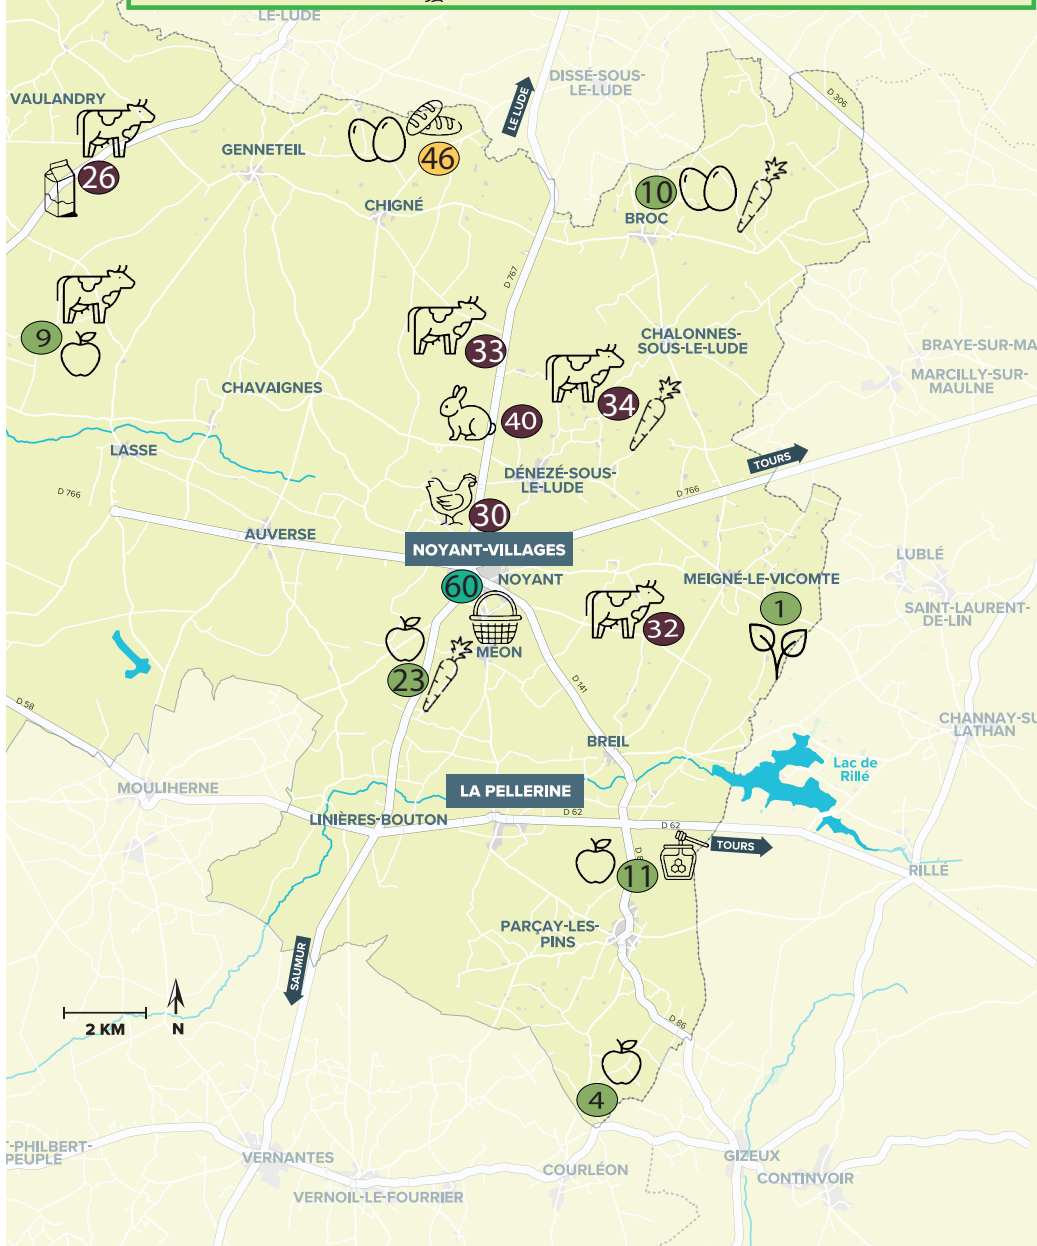 LE-LUDE
DISSÉ-SOUS-
LE-LUDE
D 306
VAULANDRY
LE LUDE
GENNETEIL
46
26
10
CHIGNÉ
BROC
D 767
9
33
CHALONNES-
SOUS-LE-LUDE
BRAYE-SUR-MA
MARCILLY-SUR-
MAULNE
CHAVAIGNES
34
40
LASSE
TOURS
DÉNEZÉ-SOUS-
LE-LUDE
D 766
D 766
30
AUVERSE
NOYANT-VILLAGES
LUBLÉ
60
NOYANT
MEIGNÉ-LE-VICOMTE
1
SAINT-LAURENT-
DE-LIN
32
MÉON
23
D 141
D 58
CHANNAY-SU
LATHAN
BREIL
Lac de
Rillé
MOULIHERNE
LA PELLERINE
LINIÈRES-BOUTON
D 62
D 62
TOURS
11
RILLÉ
PARÇAY-LES-
PINS
SAUMUR
2 KM
N
D 86
4
T-PHILBERT-
PEUPLE
VERNANTES
GIZEUX
COURLÉON
CONTINVOIR
VERNOIL-LE-FOURRIER